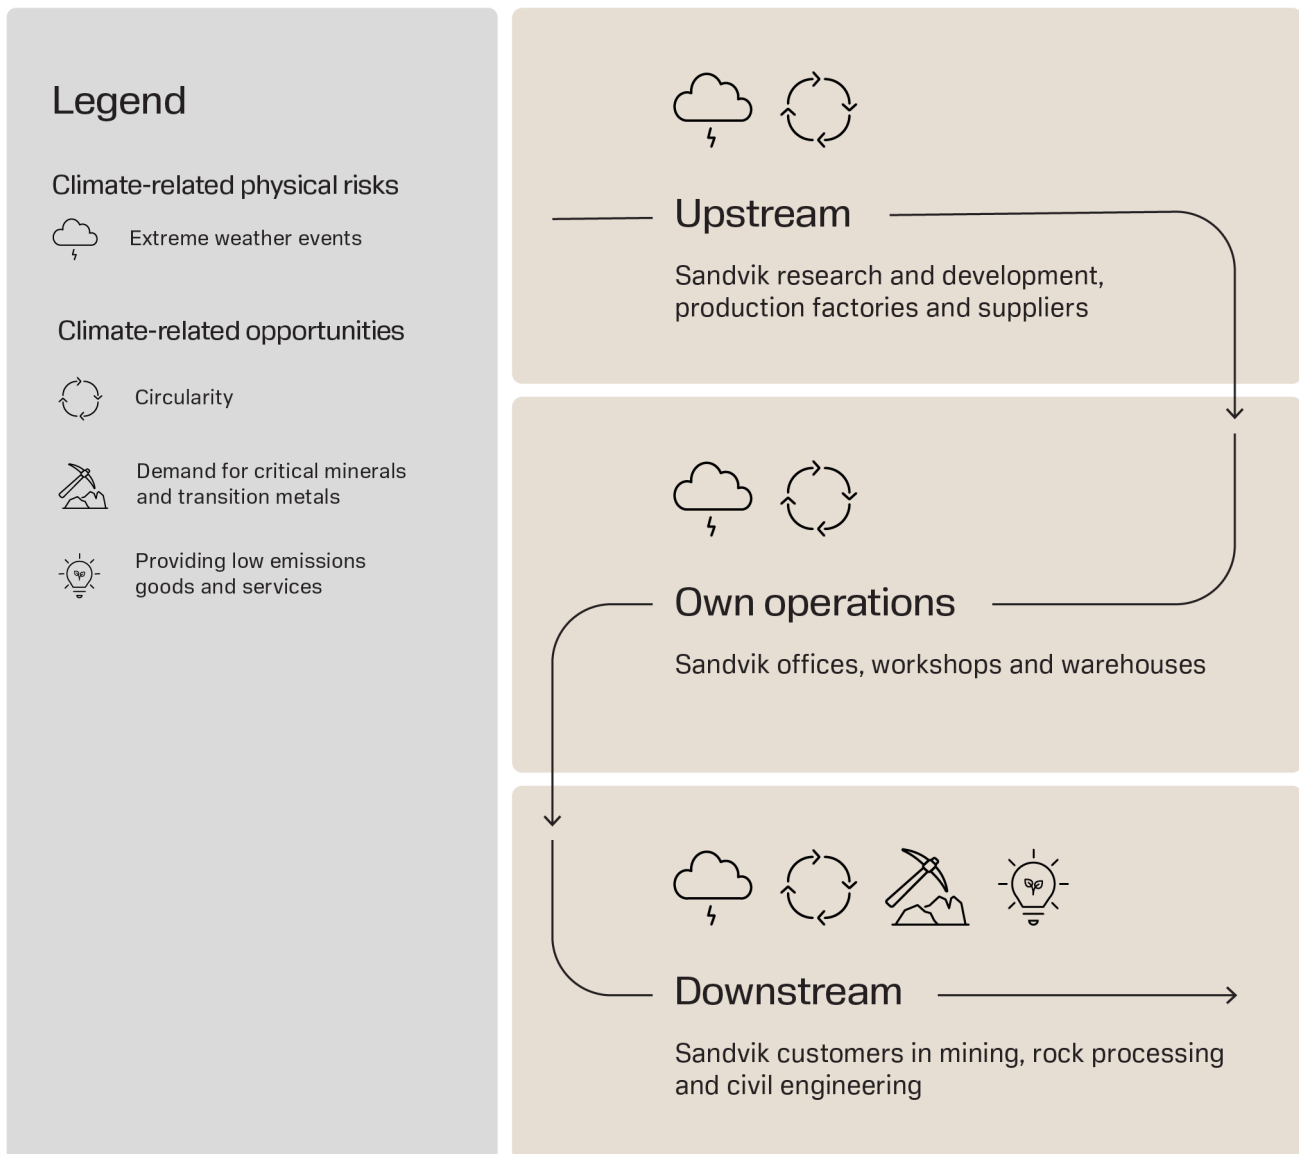 Legend
Climate-related physical risks
Extreme weather events
Climate-related opportunities
Circularity
Demand for critical minerals
and transition metals
Providing low emissions
goods and services
Upstream
Sandvik research and development,
production factories and suppliers
Own operations
Sandvik offices, workshops and warehouses
Downstream
Sandvik customers in mining, rock processing
and civil engineering